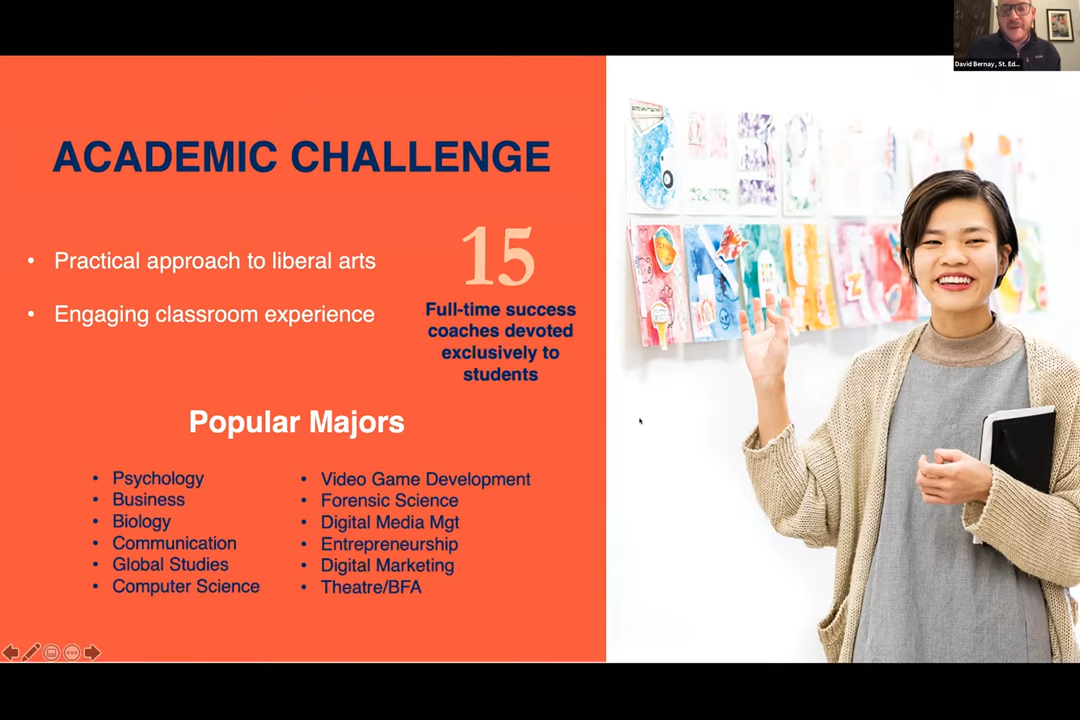 David Bernay, St. Ed...
ACADEMIC CHALLENGE
• Practical approach to liberal arts
• Engaging classroom experience
15
Full-time success
coaches devoted
exclusively to
students
Popular Majors
• Psychology
• Business
• Biology
• Communication
• Global Studies
• Computer Science
• Video Game Development
• Forensic Science
• Digital Media Mgt
• Entrepreneurship
• Digital Marketing
• Theatre/BFA